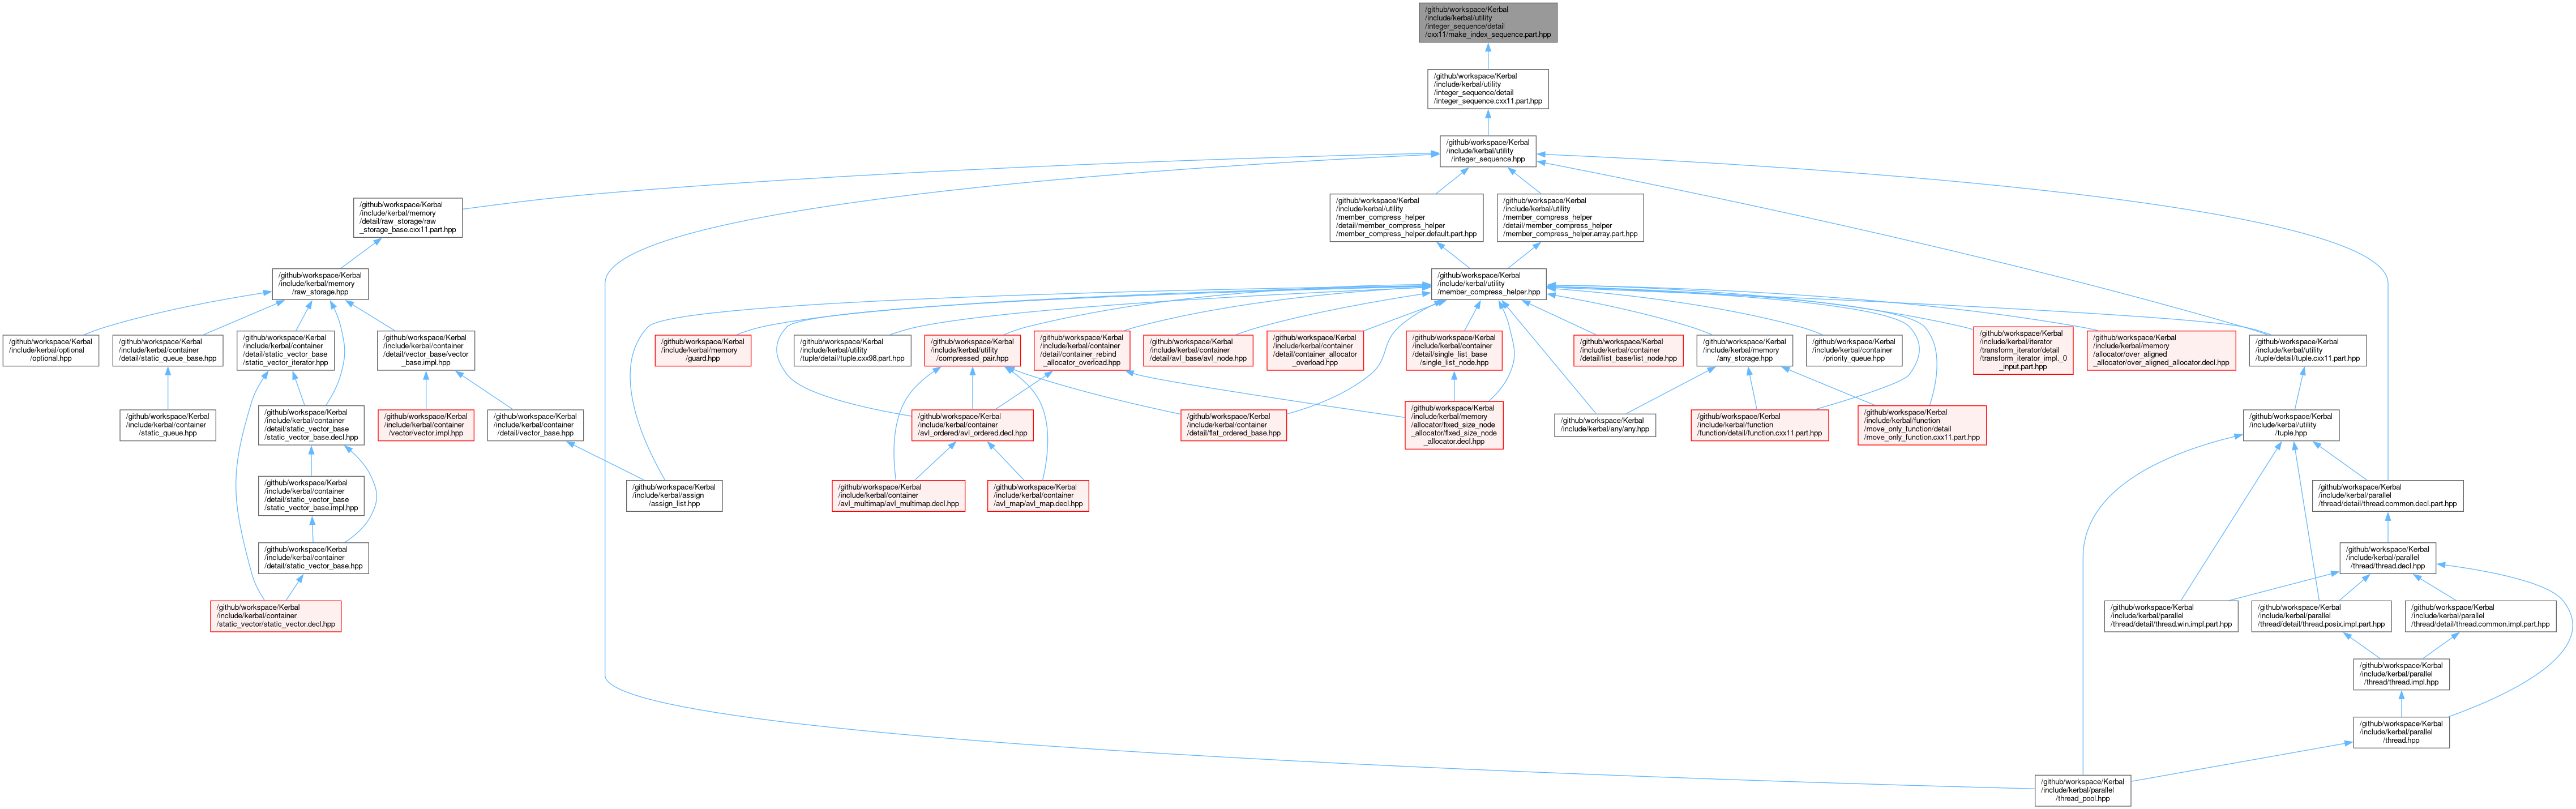 /github/workspace/Kerbal
/include/kerbal/utility
/integer_sequence/detail
/cxx11/make_index_sequence.part.hpp
/github/workspace/Kerbal
/include/kerbal/utility
/integer_sequence/detail
/integer_sequence.cxx11.part.hpp
/github/workspace/Kerbal
/include/kerbal/utility
/integer_sequence.hpp
/github/workspace/Kerbal
/include/kerbal/memory
/detail/raw_storage/raw
_storage_base.cxx11.part.hpp
/github/workspace/Kerbal
/include/kerbal/utility
/member_compress_helper
/detail/member_compress_helper
/member_compress_helper.default.part.hpp
/github/workspace/Kerbal
/include/kerbal/utility
/member_compress_helper
/detail/member_compress_helper
/member_compress_helper.array.part.hpp
/github/workspace/Kerbal
/include/kerbal/memory
/raw_storage.hpp
/github/workspace/Kerbal
/include/kerbal/utility
/member_compress_helper.hpp
/github/workspace/Kerbal
/include/kerbal/optional
/optional.hpp
/github/workspace/Kerbal
/include/kerbal/container
/detail/static_queue_base.hpp
/github/workspace/Kerbal
/include/kerbal/container
/detail/static_vector_base
/static_vector_iterator.hpp
/github/workspace/Kerbal
/include/kerbal/container
/detail/vector_base/vector
_base.impl.hpp
/github/workspace/Kerbal
/include/kerbal/memory
/guard.hpp
/github/workspace/Kerbal
/include/kerbal/utility
/tuple/detail/tuple.cxx98.part.hpp
/github/workspace/Kerbal
/include/kerbal/utility
/compressed_pair.hpp
/github/workspace/Kerbal
/include/kerbal/container
/detail/container_rebind
_allocator_overload.hpp
/github/workspace/Kerbal
/include/kerbal/container
/detail/avl_base/avl_node.hpp
/github/workspace/Kerbal
/include/kerbal/container
/detail/container_allocator
_overload.hpp
/github/workspace/Kerbal
/include/kerbal/container
/detail/single_list_base
/single_list_node.hpp
/github/workspace/Kerbal
/include/kerbal/container
/detail/list_base/list_node.hpp
/github/workspace/Kerbal
/include/kerbal/memory
/any_storage.hpp
/github/workspace/Kerbal
/include/kerbal/container
/priority_queue.hpp
/github/workspace/Kerbal
/include/kerbal/iterator
/transform_iterator/detail
/transform_iterator_impl._0
_input.part.hpp
/github/workspace/Kerbal
/include/kerbal/memory
/allocator/over_aligned
_allocator/over_aligned_allocator.decl.hpp
/github/workspace/Kerbal
/include/kerbal/utility
/tuple/detail/tuple.cxx11.part.hpp
/github/workspace/Kerbal
/include/kerbal/container
/static_queue.hpp
/github/workspace/Kerbal
/include/kerbal/container
/detail/static_vector_base
/static_vector_base.decl.hpp
/github/workspace/Kerbal
/include/kerbal/container
/vector/vector.impl.hpp
/github/workspace/Kerbal
/include/kerbal/container
/detail/vector_base.hpp
/github/workspace/Kerbal
/include/kerbal/container
/avl_ordered/avl_ordered.decl.hpp
/github/workspace/Kerbal
/include/kerbal/container
/detail/flat_ordered_base.hpp
/github/workspace/Kerbal
/include/kerbal/memory
/allocator/fixed_size_node
_allocator/fixed_size_node
_allocator.decl.hpp
/github/workspace/Kerbal
/include/kerbal/any/any.hpp
/github/workspace/Kerbal
/include/kerbal/function
/function/detail/function.cxx11.part.hpp
/github/workspace/Kerbal
/include/kerbal/function
/move_only_function/detail
/move_only_function.cxx11.part.hpp
/github/workspace/Kerbal
/include/kerbal/utility
/tuple.hpp
/github/workspace/Kerbal
/include/kerbal/container
/detail/static_vector_base
/static_vector_base.impl.hpp
/github/workspace/Kerbal
/include/kerbal/assign
/assign_list.hpp
/github/workspace/Kerbal
/include/kerbal/container
/avl_multimap/avl_multimap.decl.hpp
/github/workspace/Kerbal
/include/kerbal/container
/avl_map/avl_map.decl.hpp
/github/workspace/Kerbal
/include/kerbal/parallel
/thread/detail/thread.common.decl.part.hpp
/github/workspace/Kerbal
/include/kerbal/container
/detail/static_vector_base.hpp
/github/workspace/Kerbal
/include/kerbal/parallel
/thread/thread.decl.hpp
/github/workspace/Kerbal
/include/kerbal/container
/static_vector/static_vector.decl.hpp
/github/workspace/Kerbal
/include/kerbal/parallel
/thread/detail/thread.win.impl.part.hpp
/github/workspace/Kerbal
/include/kerbal/parallel
/thread/detail/thread.posix.impl.part.hpp
/github/workspace/Kerbal
/include/kerbal/parallel
/thread/detail/thread.common.impl.part.hpp
/github/workspace/Kerbal
/include/kerbal/parallel
/thread/thread.impl.hpp
/github/workspace/Kerbal
/include/kerbal/parallel
/thread.hpp
/github/workspace/Kerbal
/include/kerbal/parallel
/thread_pool.hpp